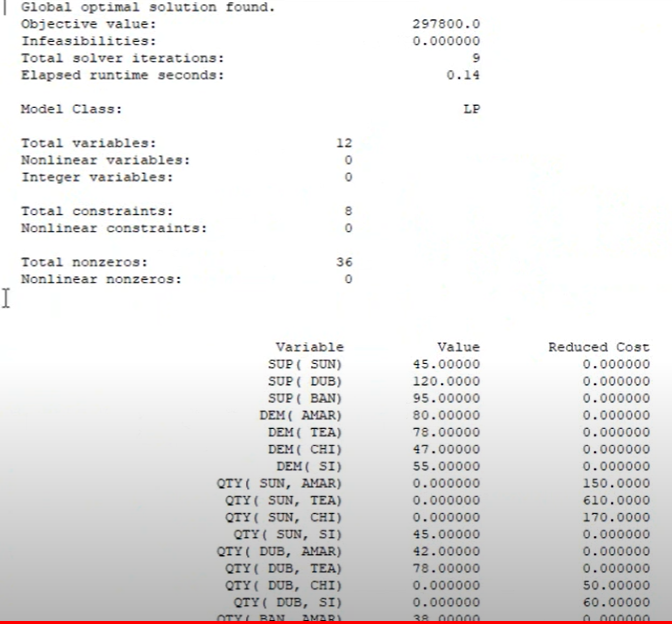 Global optimal solution found.
Objective value: 297800.0
Infeasibilities: 0.000000
Total solver iterations: 9
Elapsed runtime seconds: 0.14
Model Class: LP
Total variables: 12
Nonlinear variables: 0
Integer variables: 0
Total constraints: 8
Nonlinear constraints: 0
Total nonzeros: 36
Nonlinear nonzeros: 0
Variable Value Reduced Cost
SUP( SUN) 45.00000 0.000000
SUP( DUB) 120.0000 0.000000
SUP( BAN) 95.00000 0.000000
DEM( AMAR) 80.00000 0.000000
DEM( TEA) 78.00000 0.000000
DEM( CHI) 47.00000 0.000000
DEM( SI) 55.00000 0.000000
QTY( SUN, AMAR) 0.000000 150.0000
QTY( SUN, TEA) 0.000000 610.0000
QTY( SUN, CHI) 0.000000 170.0000
QTY( SUN, SI) 45.00000 0.000000
QTY( DUB, AMAR) 42.00000 0.000000
QTY( DUB, TEA) 78.00000 0.000000
QTY( DUB, CHI) 0.000000 50.00000
QTY( DUB, SI) 0.000000 60.00000
QTY( BAN, AMAR) 38.00000 0.000000